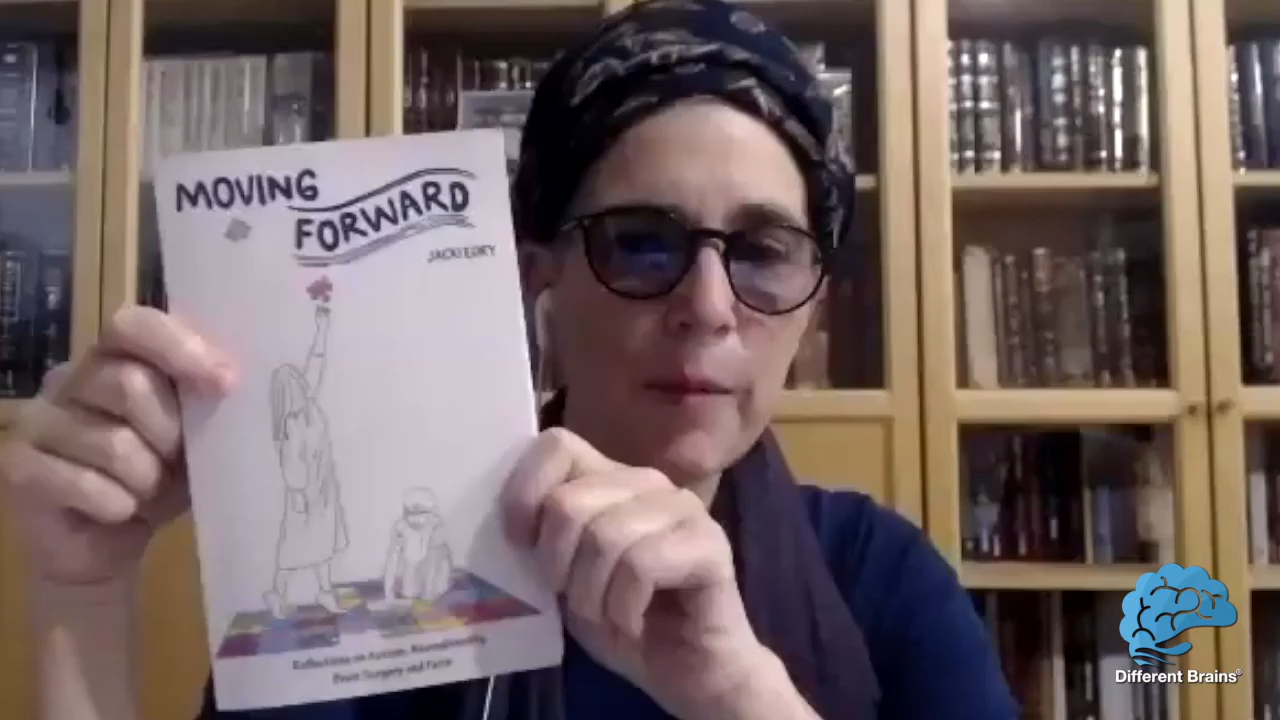 MOVING
FORWARD
JACKI EDRY
Reflections on Autism, Neurodiversity,
Brain Surgery and Faith
Different Brains®